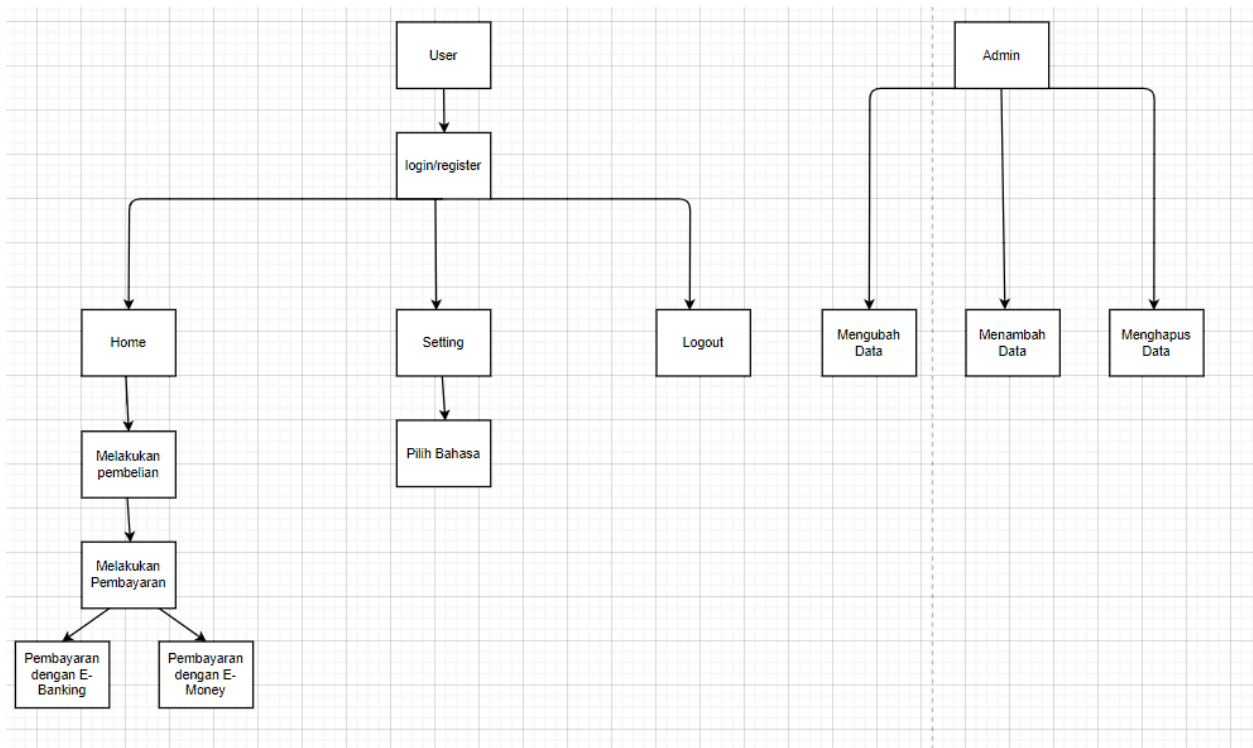 User
Admin
login/register
Home
Setting
Logout
Mengubah
Data
Menambah
Data
Menghapus
Data
Melakukan
pembelian
Pilih Bahasa
Melakukan
Pembayaran
Pembayaran
dengan E-
Banking
Pembayaran
dengan E-
Money